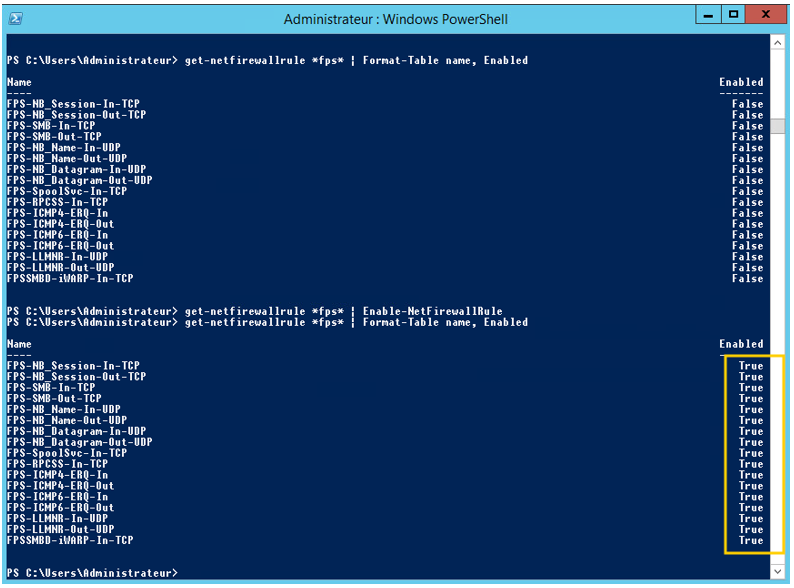 Administrateur : Windows PowerShell
PS C:\Users\Administrateur> get-netfirewallrule *fps* | Format-Table name, Enabled
Name Enabled
---- -------
FPS-NB_Session-In-TCP False
FPS-NB_Session-Out-TCP False
FPS-SMB-In-TCP False
FPS-SMB-Out-TCP False
FPS-NB_Name-In-UDP False
FPS-NB_Name-Out-UDP False
FPS-NB_Datagram-In-UDP False
FPS-NB_Datagram-Out-UDP False
FPS-SpoolSvc-In-TCP False
FPS-RPCSS-In-TCP False
FPS-ICMP4-ERQ-In False
FPS-ICMP4-ERQ-Out False
FPS-ICMP6-ERQ-In False
FPS-ICMP6-ERQ-Out False
FPS-LLMNR-In-UDP False
FPS-LLMNR-Out-UDP False
FPSSMBD-iWARP-In-TCP False
PS C:\Users\Administrateur> get-netfirewallrule *fps* | Enable-NetFirewallRule
PS C:\Users\Administrateur> get-netfirewallrule *fps* | Format-Table name, Enabled
Name Enabled
---- -------
FPS-NB_Session-In-TCP True
FPS-NB_Session-Out-TCP True
FPS-SMB-In-TCP True
FPS-SMB-Out-TCP True
FPS-NB_Name-In-UDP True
FPS-NB_Name-Out-UDP True
FPS-NB_Datagram-In-UDP True
FPS-NB_Datagram-Out-UDP True
FPS-SpoolSvc-In-TCP True
FPS-RPCSS-In-TCP True
FPS-ICMP4-ERQ-In True
FPS-ICMP4-ERQ-Out True
FPS-ICMP6-ERQ-In True
FPS-ICMP6-ERQ-Out True
FPS-LLMNR-In-UDP True
FPS-LLMNR-Out-UDP True
FPSSMBD-iWARP-In-TCP True
PS C:\Users\Administrateur>